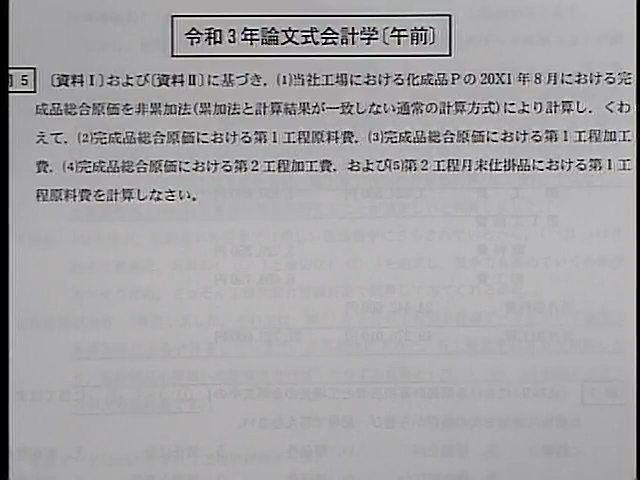 令和3年論文式会計学〔午前〕
問5 〔資料Ⅰ〕および〔資料Ⅱ〕に基づき，⑴当社工場における化成品Pの20X1年8月における完
成品総合原価を非累加法(累加法と計算結果が一致しない通常の計算方式)により計算し，くわ
えて，⑵完成品総合原価における第1工程原料費，⑶完成品総合原価における第1工程加工
費，⑷完成品総合原価における第2工程加工費，および⑸第2工程月末仕掛品における第1工
程原料費を計算しなさい。